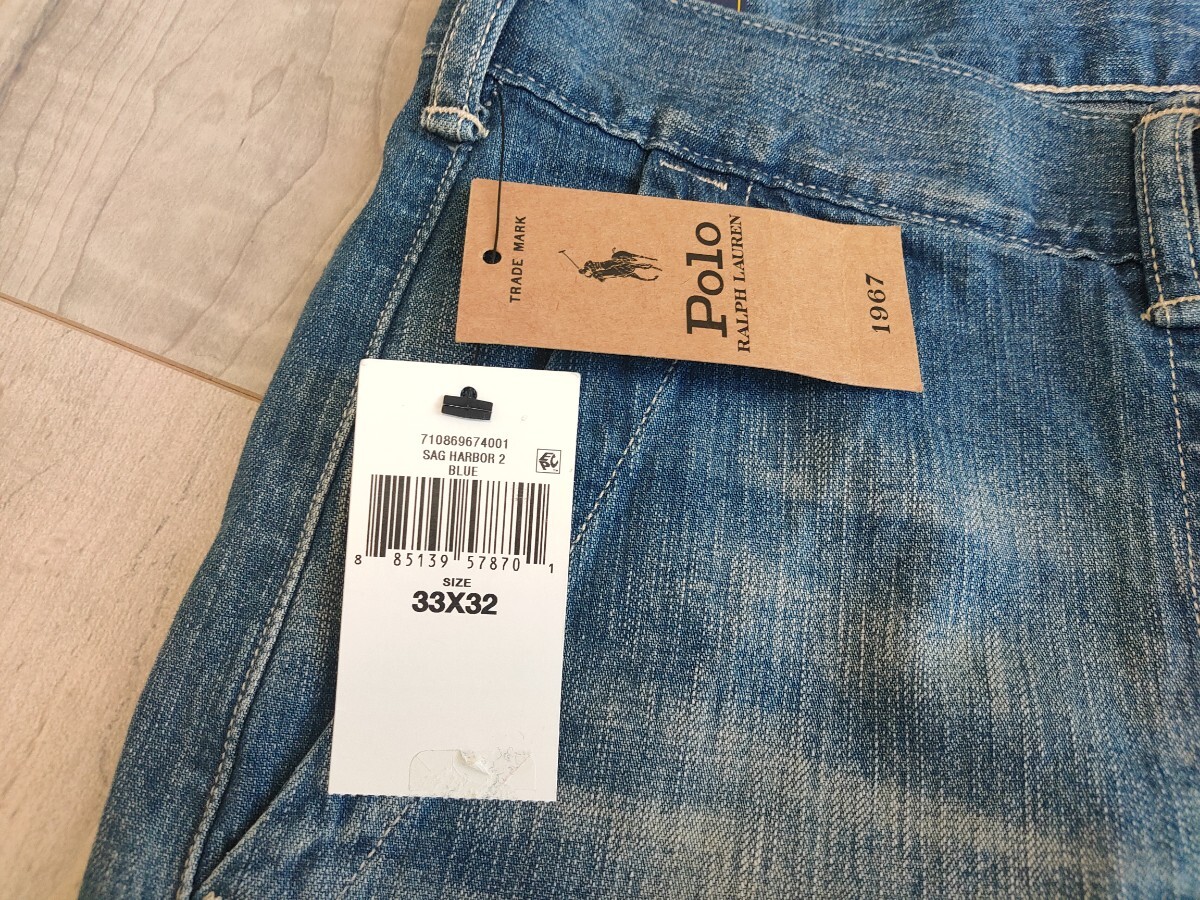 TRADE MARK
Polo
RALPH LAUREN
1967
710869674001
SAG HARBOR 2
BLUE
8 85139 57870 1
SIZE
33X32